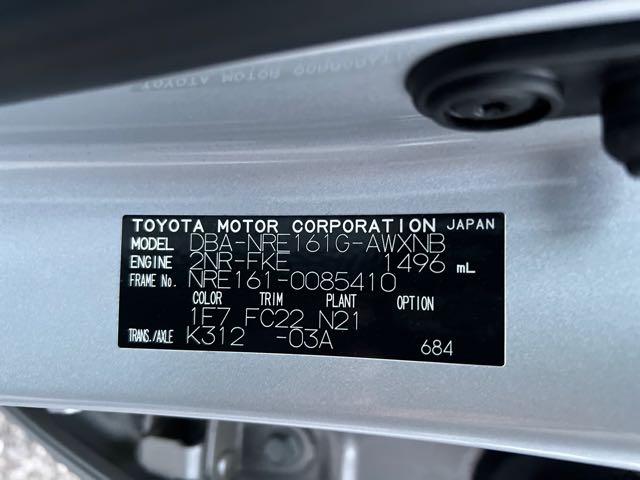 TOYOTA MOTOR CORPORATION JAPAN
MODEL DBA-NRE161G-AWXNB
ENGINE 2NR-FKE 1496 mL
FRAME No. NRE161-0085410
COLOR TRIM PLANT OPTION
1F7 FC22 N21
TRANS./AXLE K312 -03A
684